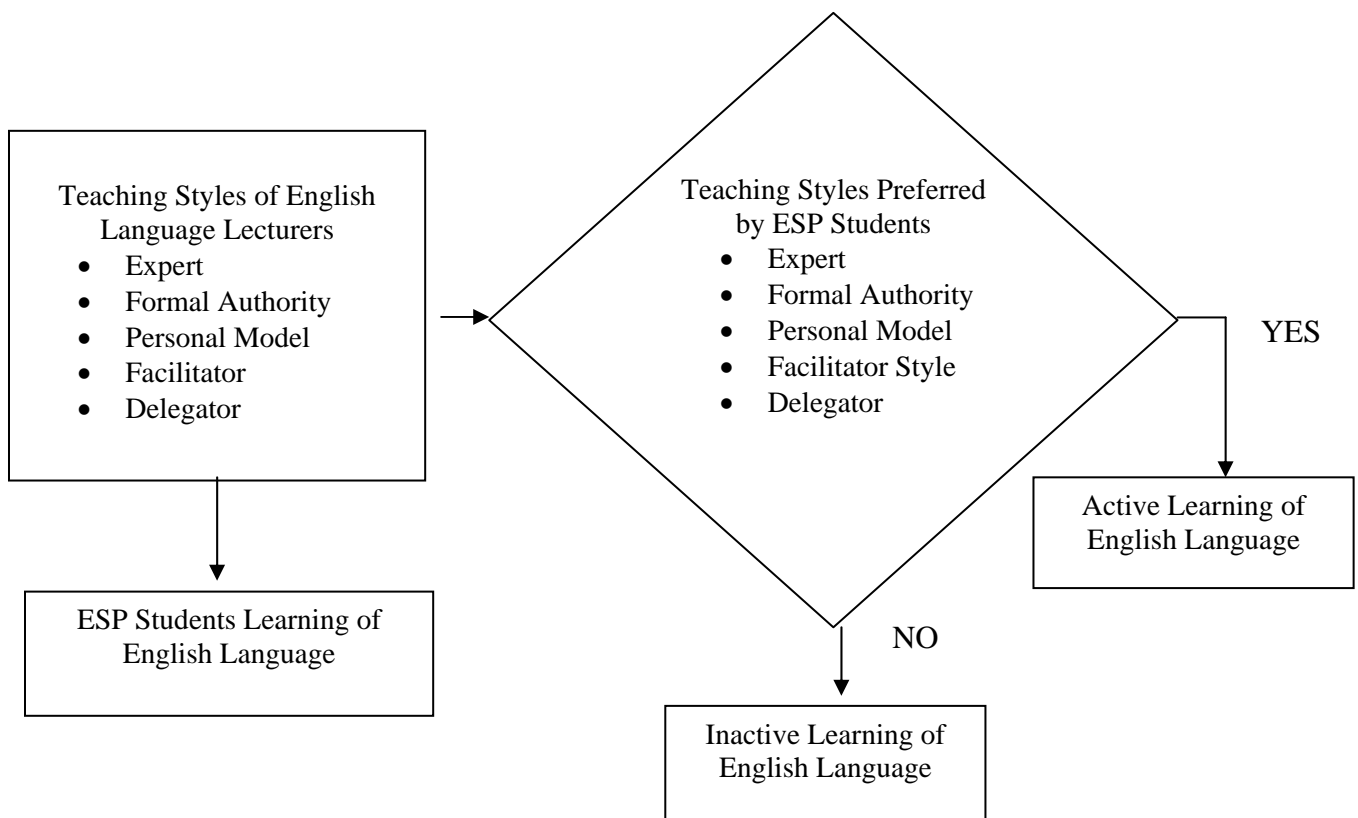 Teaching Styles of English
Language Lecturers
• Expert
• Formal Authority
• Personal Model
• Facilitator
• Delegator
Teaching Styles Preferred
by ESP Students
• Expert
• Formal Authority
• Personal Model
• Facilitator Style
• Delegator
YES
Active Learning of
English Language
ESP Students Learning of
English Language
NO
Inactive Learning of
English Language